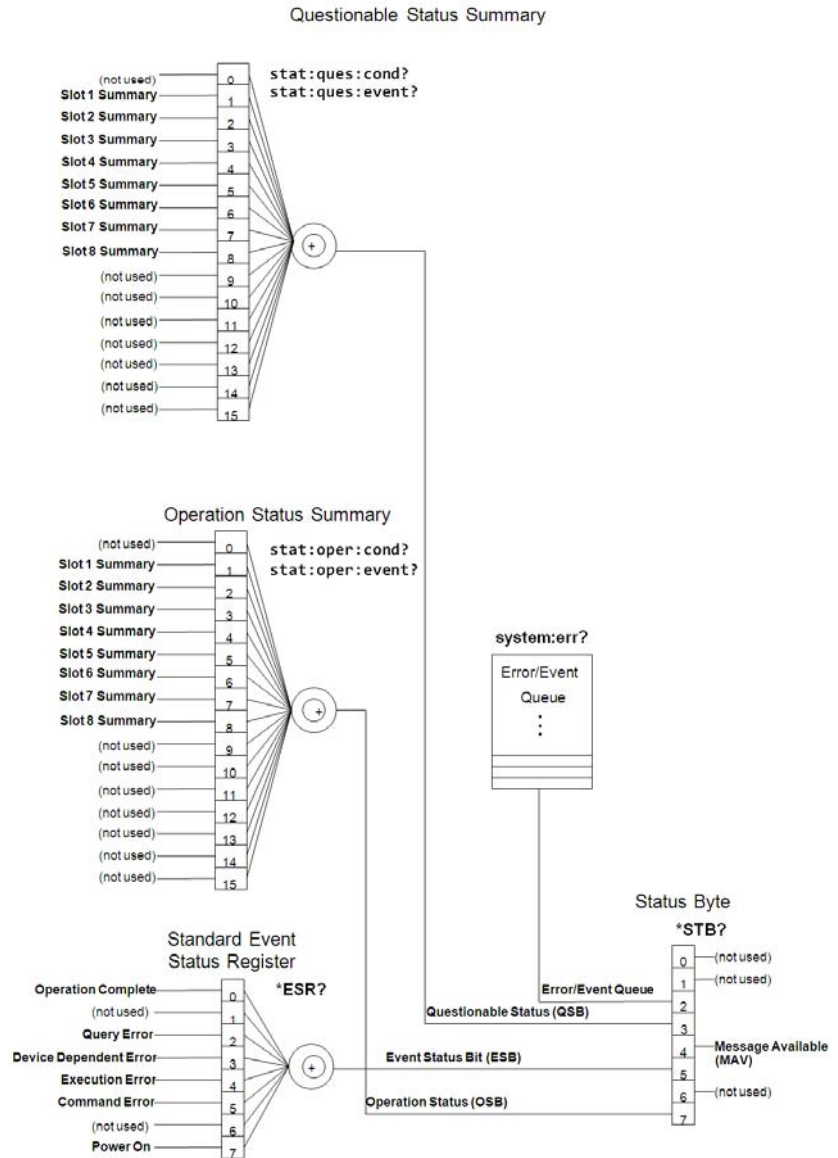 Questionable Status Summary
stat:ques:cond?
stat:ques:event?
(not used) 0
Slot 1 Summary 1
Slot 2 Summary 2
Slot 3 Summary 3
Slot 4 Summary 4
Slot 5 Summary 5
Slot 6 Summary 6
Slot 7 Summary 7
Slot 8 Summary 8
(not used) 9
(not used) 10
(not used) 11
(not used) 12
(not used) 13
(not used) 14
(not used) 15
+
Operation Status Summary
stat:oper:cond?
stat:oper:event?
(not used) 0
Slot 1 Summary 1
Slot 2 Summary 2
Slot 3 Summary 3
Slot 4 Summary 4
Slot 5 Summary 5
Slot 6 Summary 6
Slot 7 Summary 7
Slot 8 Summary 8
(not used) 9
(not used) 10
(not used) 11
(not used) 12
(not used) 13
(not used) 14
(not used) 15
+
system:err?
Error/Event
Queue
Standard Event
Status Register
*ESR?
Operation Complete 0
(not used) 1
Query Error 2
Device Dependent Error 3
Execution Error 4
Command Error 5
(not used) 6
Power On 7
+
Error/Event Queue
Questionable Status (QSB)
Event Status Bit (ESB)
Operation Status (OSB)
Status Byte
*STB?
0 (not used)
1 (not used)
2
3
4 Message Available
(MAV)
5
6 (not used)
7